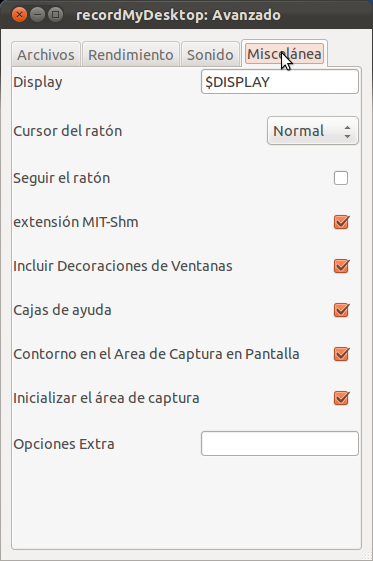 recordMyDesktop: Avanzado
Archivos Rendimiento Sonido Miscelánea
Display $DISPLAY
Cursor del ratón Normal
Seguir el ratón
extensión MIT-Shm
Incluir Decoraciones de Ventanas
Cajas de ayuda
Contorno en el Area de Captura en Pantalla
Inicializar el área de captura
Opciones Extra